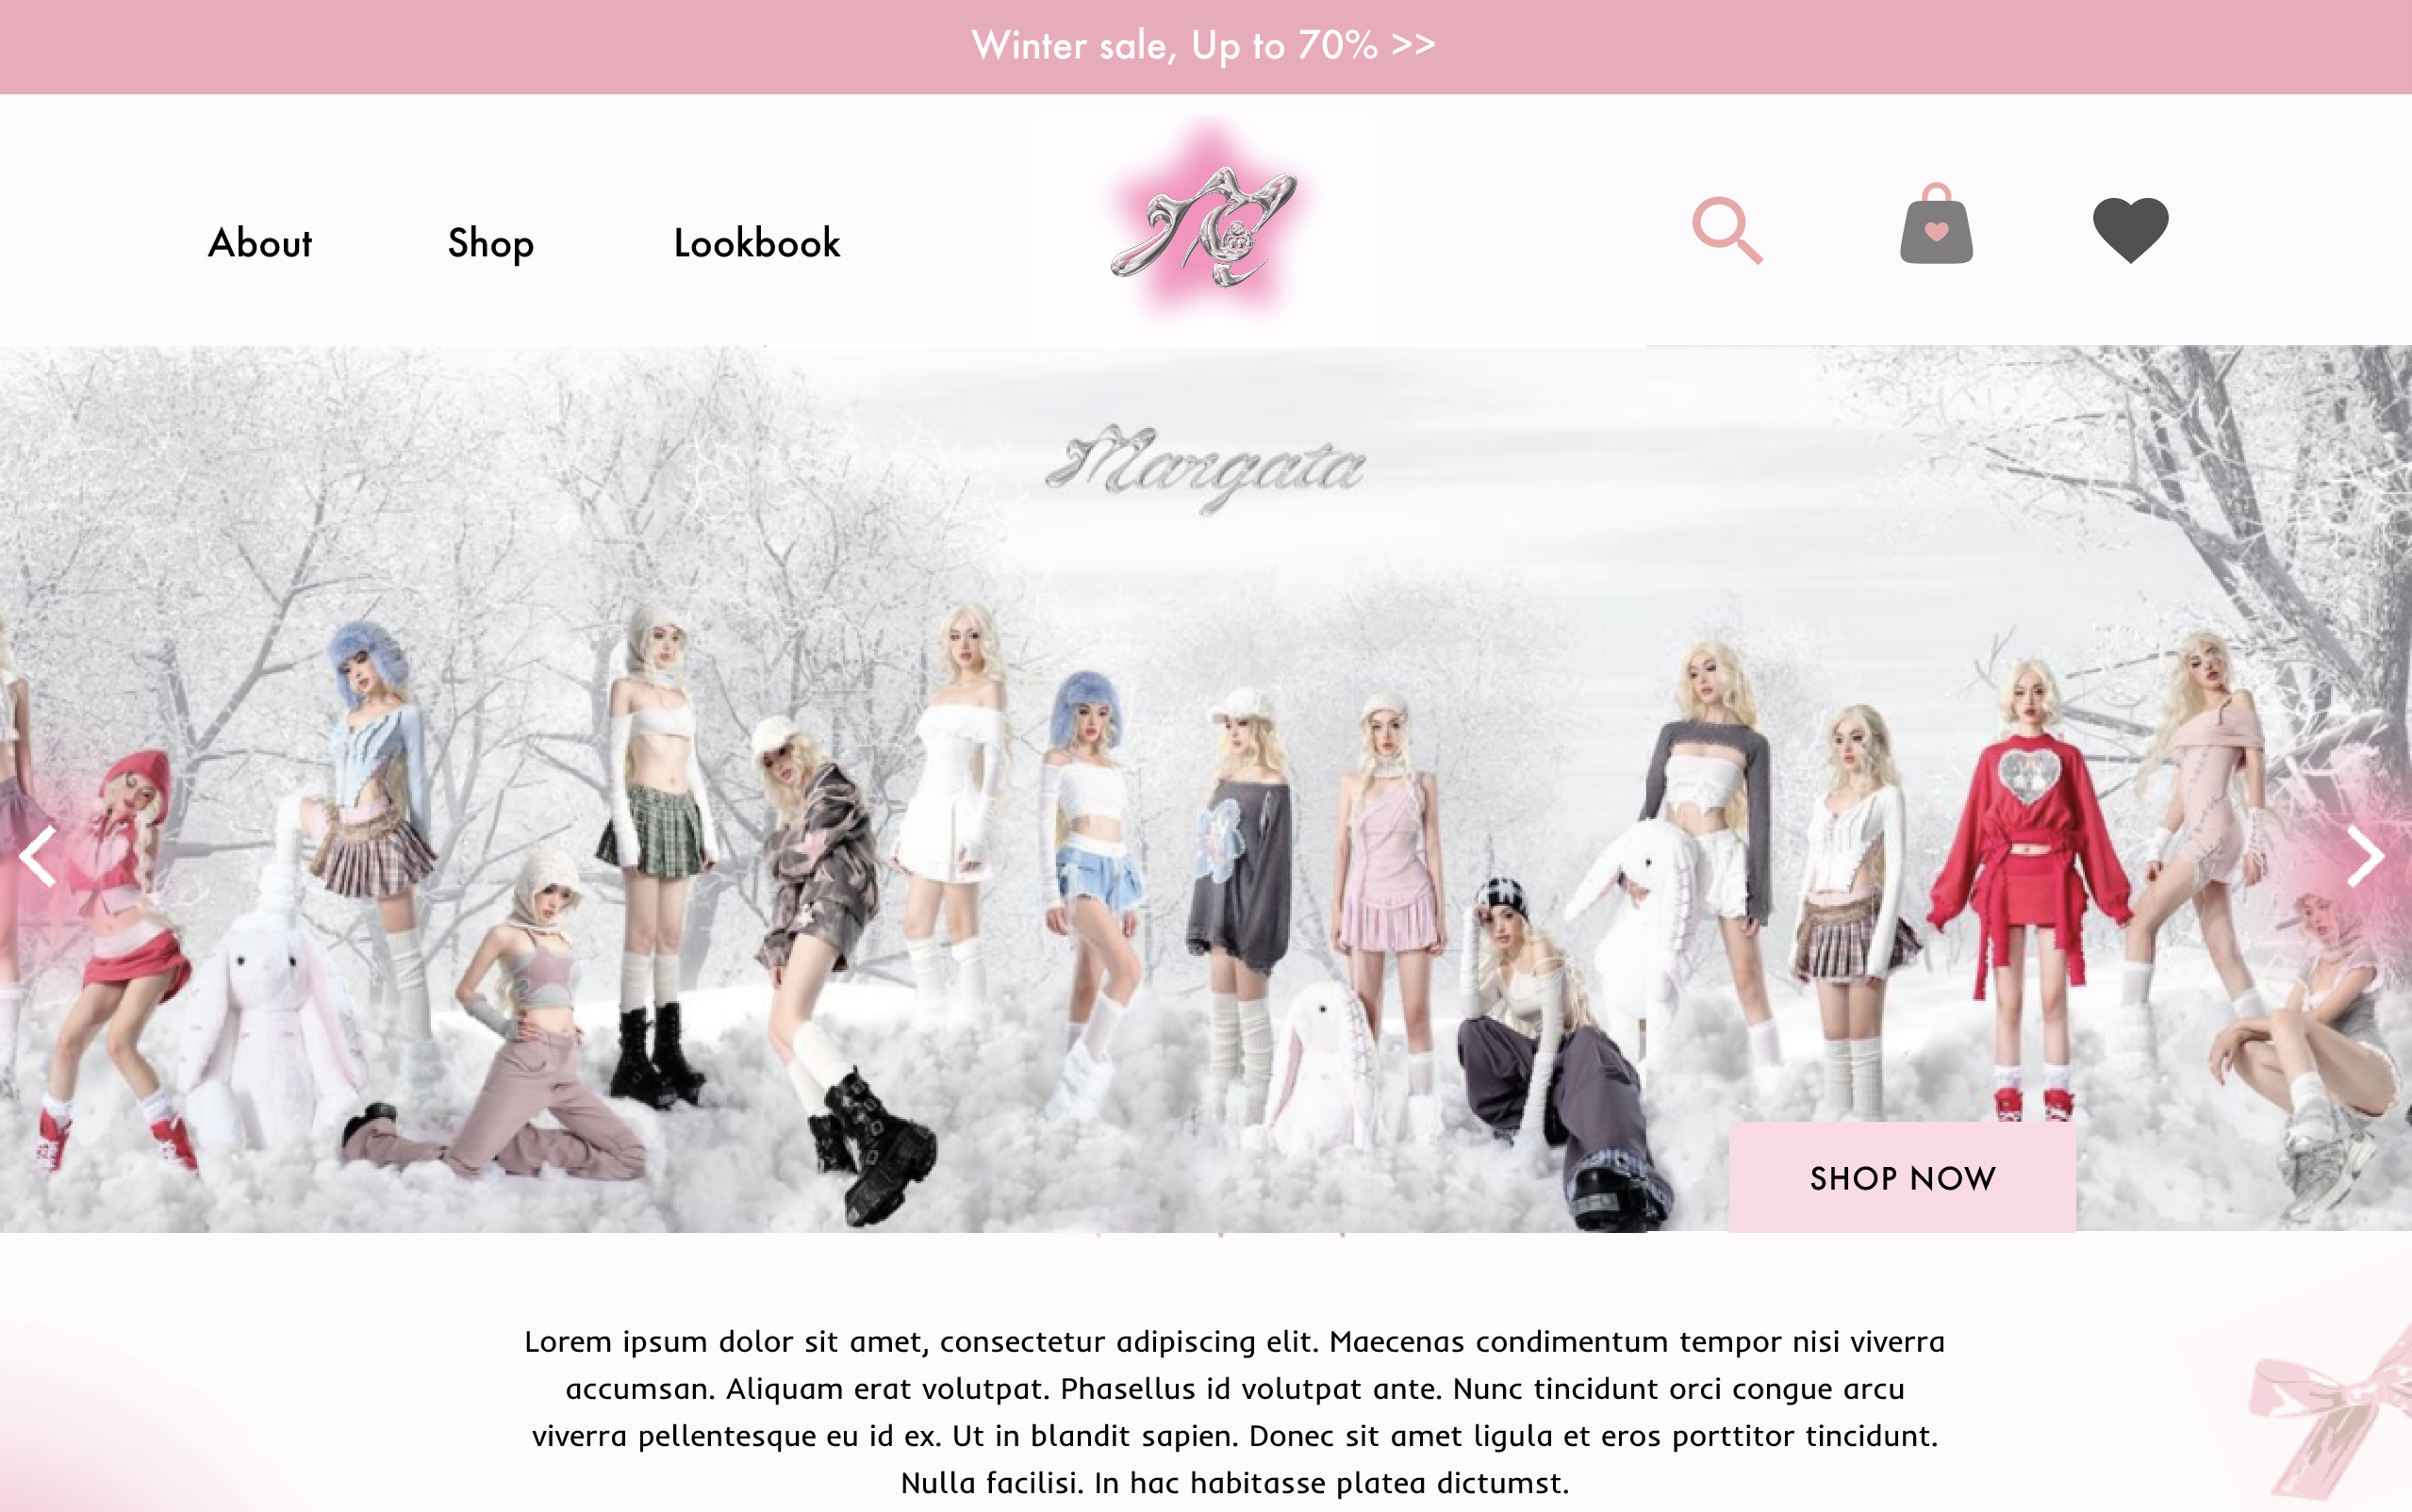 Winter sale, Up to 70% >>
About
Shop
Lookbook
Margata
SHOP NOW
Lorem ipsum dolor sit amet, consectetur adipiscing elit. Maecenas condimentum tempor nisi viverra
accumsan. Aliquam erat volutpat. Phasellus id volutpat ante. Nunc tincidunt orci congue arcu
viverra pellentesque eu id ex. Ut in blandit sapien. Donec sit amet ligula et eros porttitor tincidunt.
Nulla facilisi. In hac habitasse platea dictumst.